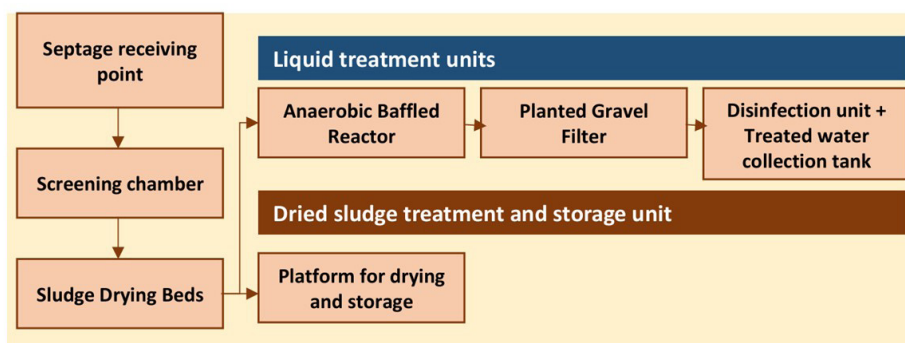 Septage receiving
point
Liquid treatment units
Anaerobic Baffled
Reactor
Planted Gravel
Filter
Disinfection unit +
Treated water
collection tank
Screening chamber
Dried sludge treatment and storage unit
Sludge Drying Beds
Platform for drying
and storage